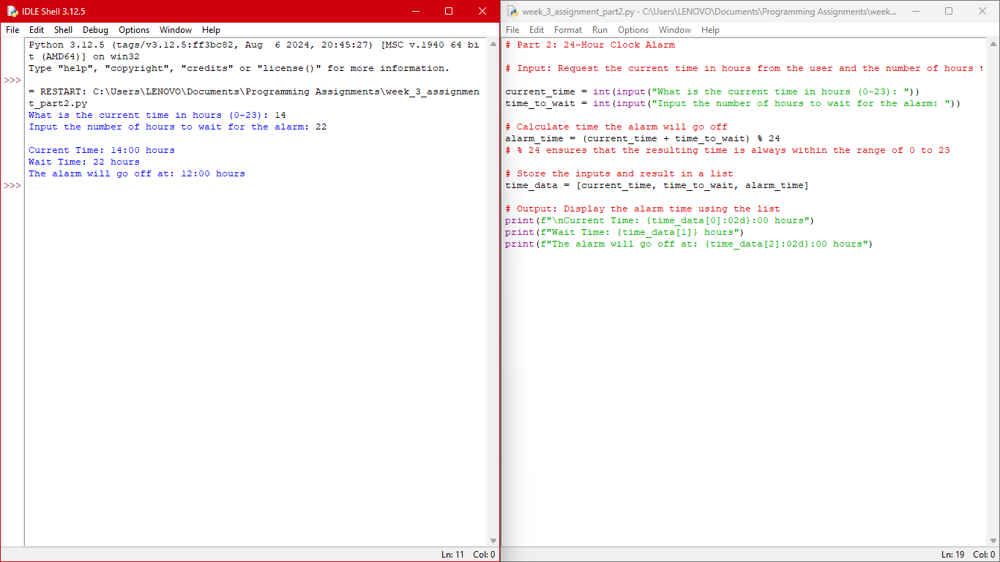 IDLE Shell 3.12.5
File Edit Shell Debug Options Window Help
Python 3.12.5 (tags/v3.12.5:ff3bc82, Aug  6 2024, 20:45:27) [MSC v.1940 64 bi
t (AMD64)] on win32
Type "help", "copyright", "credits" or "license()" for more information.
>>>
= RESTART: C:\Users\LENOVO\Documents\Programming Assignments\week_3_assignmen
t_part2.py
What is the current time in hours (0-23): 14
Input the number of hours to wait for the alarm: 22
Current Time: 14:00 hours
Wait Time: 22 hours
The alarm will go off at: 12:00 hours
>>>
Ln: 11 Col: 0
week_3_assignment_part2.py - C:\Users\LENOVO\Documents\Programming Assignments\week...
File Edit Format Run Options Window Help
# Part 2: 24-Hour Clock Alarm
# Input: Request the current time in hours from the user and the number of hours t
current_time = int(input("What is the current time in hours (0-23): "))
time_to_wait = int(input("Input the number of hours to wait for the alarm: "))
# Calculate time the alarm will go off
alarm_time = (current_time + time_to_wait) % 24
# % 24 ensures that the resulting time is always within the range of 0 to 23
# Store the inputs and result in a list
time_data = [current_time, time_to_wait, alarm_time]
# Output: Display the alarm time using the list
print(f"\nCurrent Time: {time_data[0]:02d}:00 hours")
print(f"Wait Time: {time_data[1]} hours")
print(f"The alarm will go off at: {time_data[2]:02d}:00 hours")
Ln: 19 Col: 0